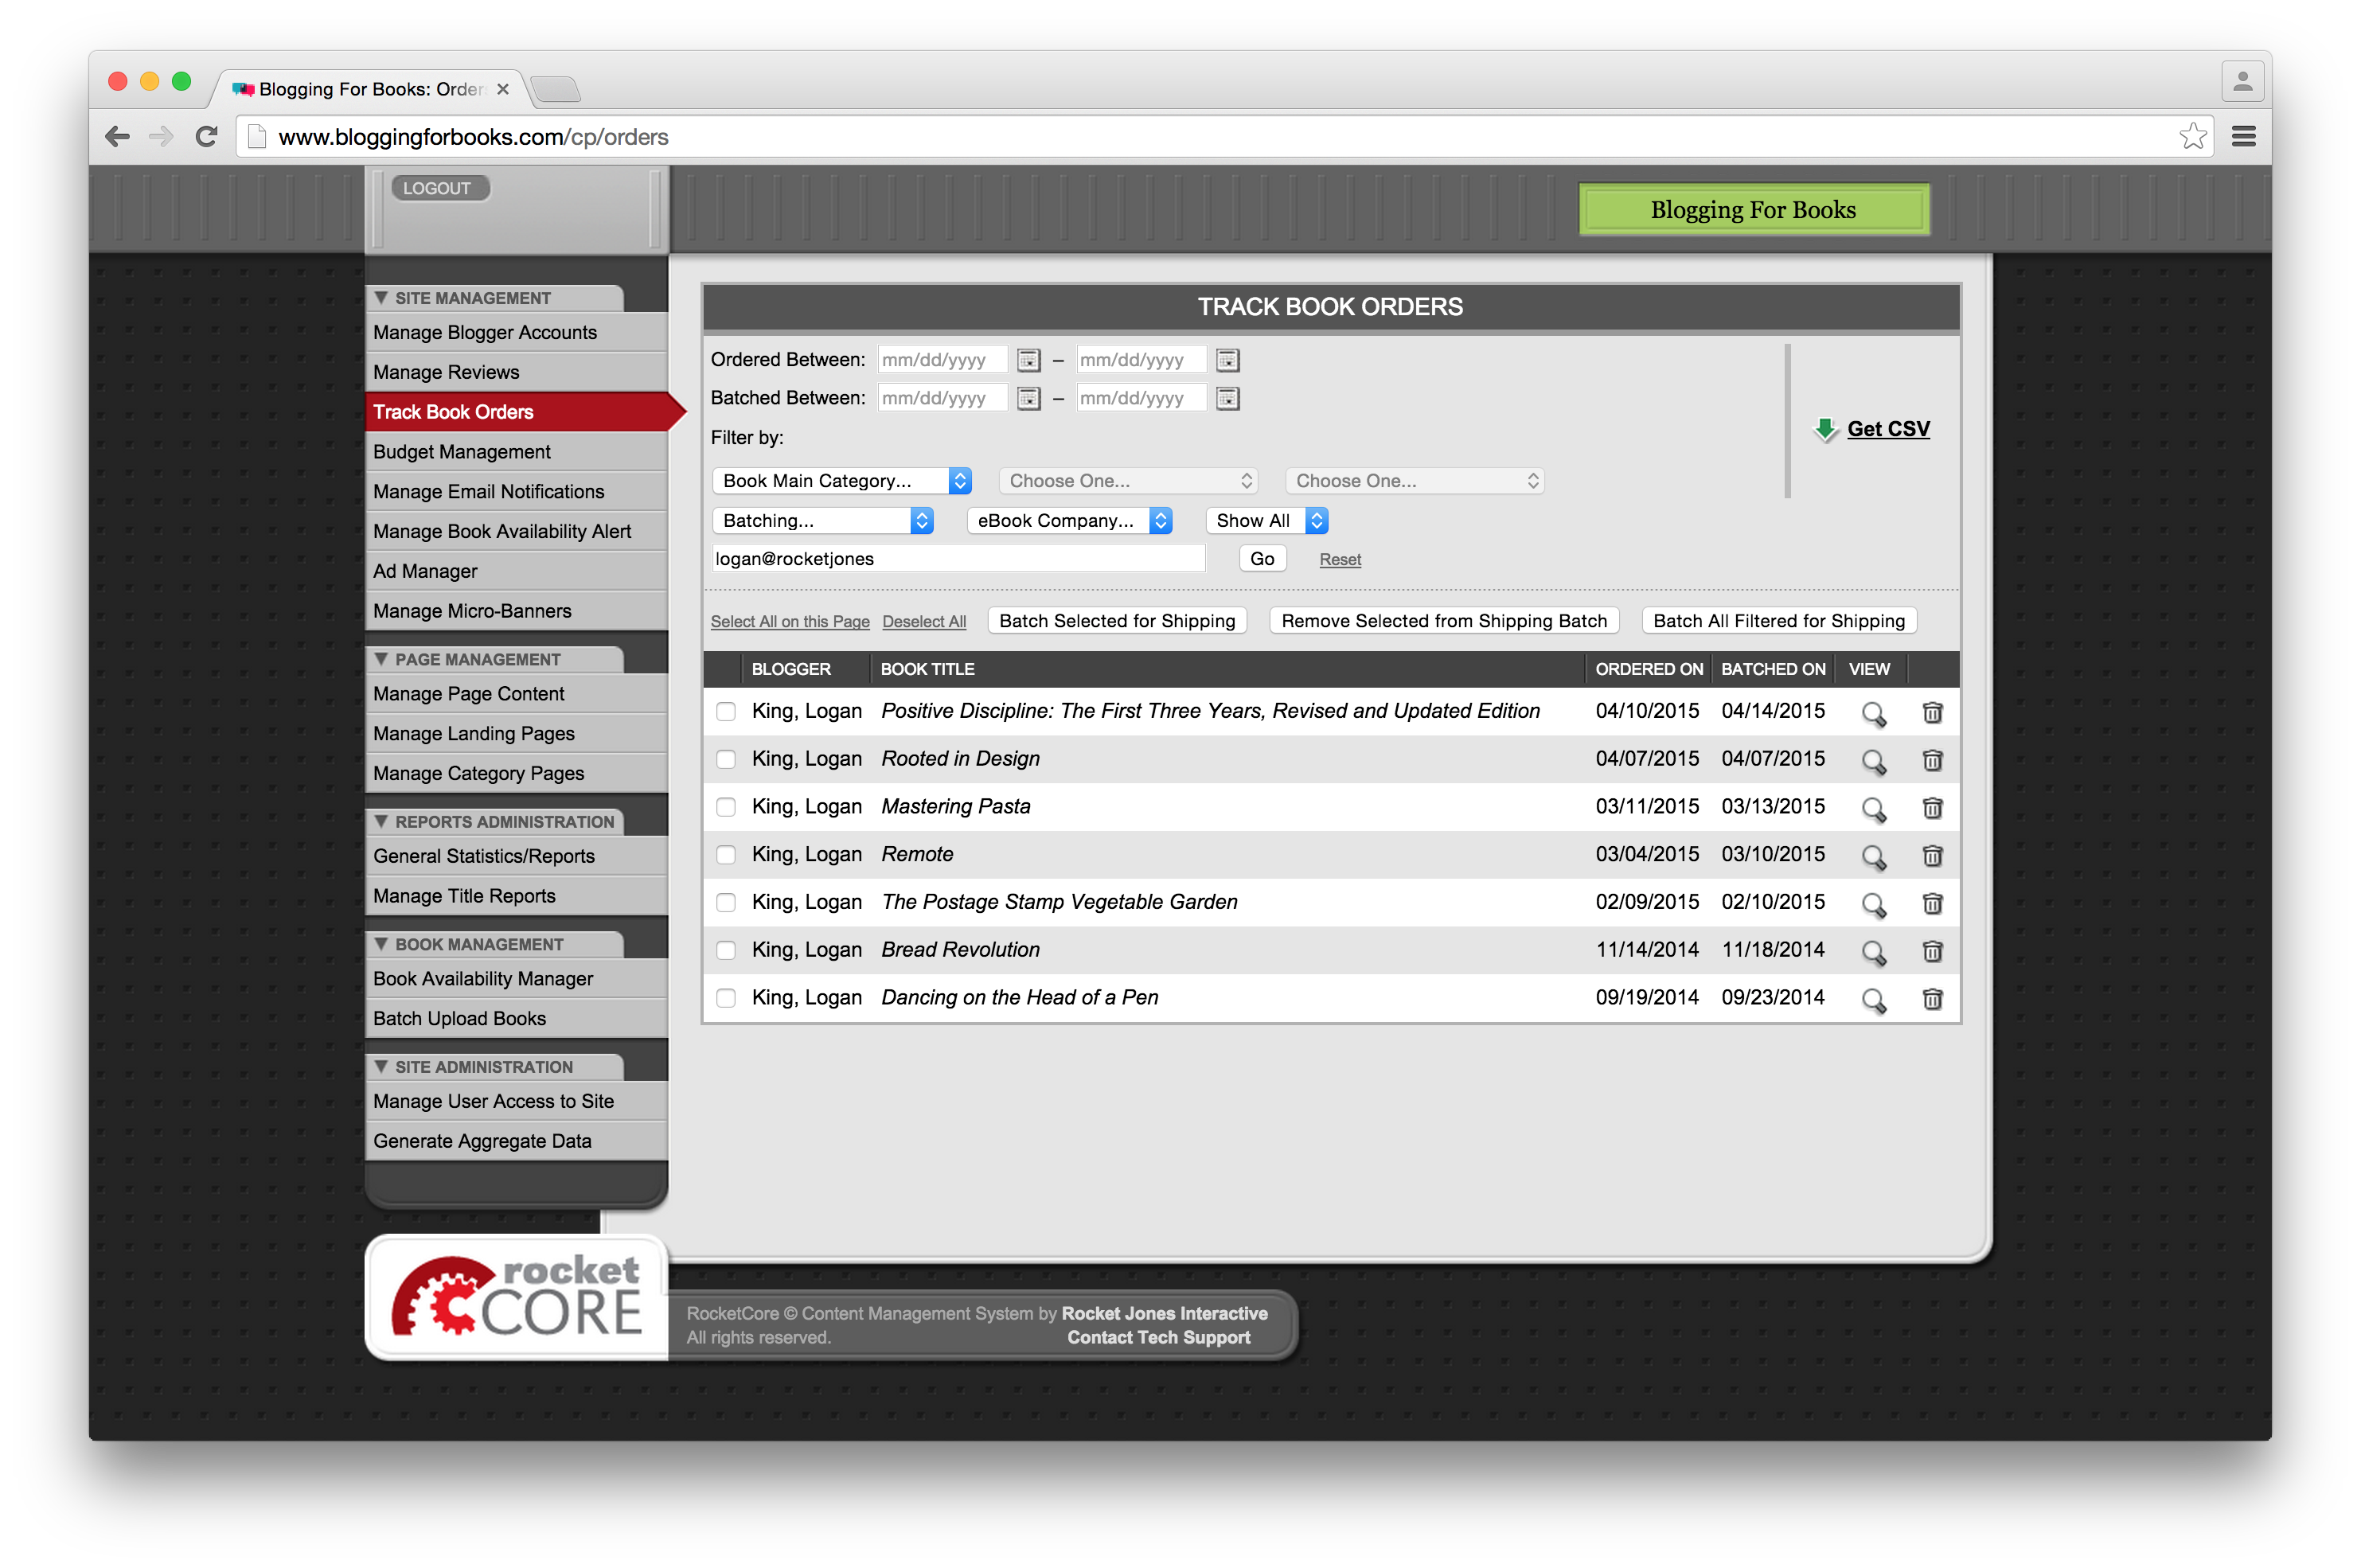 Blogging For Books: Order
www.bloggingforbooks.com/cp/orders
LOGOUT
Blogging For Books
▼ SITE MANAGEMENT
Manage Blogger Accounts
Manage Reviews
Track Book Orders
Budget Management
Manage Email Notifications
Manage Book Availability Alert
Ad Manager
Manage Micro-Banners
▼ PAGE MANAGEMENT
Manage Page Content
Manage Landing Pages
Manage Category Pages
▼ REPORTS ADMINISTRATION
General Statistics/Reports
Manage Title Reports
▼ BOOK MANAGEMENT
Book Availability Manager
Batch Upload Books
▼ SITE ADMINISTRATION
Manage User Access to Site
Generate Aggregate Data
TRACK BOOK ORDERS
Ordered Between: mm/dd/yyyy – mm/dd/yyyy
Batched Between: mm/dd/yyyy – mm/dd/yyyy
Filter by:
Get CSV
Book Main Category... Choose One... Choose One...
Batching... eBook Company... Show All
logan@rocketjones Go Reset
Select All on this Page Deselect All Batch Selected for Shipping Remove Selected from Shipping Batch Batch All Filtered for Shipping
BLOGGER BOOK TITLE ORDERED ON BATCHED ON VIEW
King, Logan Positive Discipline: The First Three Years, Revised and Updated Edition 04/10/2015 04/14/2015
King, Logan Rooted in Design 04/07/2015 04/07/2015
King, Logan Mastering Pasta 03/11/2015 03/13/2015
King, Logan Remote 03/04/2015 03/10/2015
King, Logan The Postage Stamp Vegetable Garden 02/09/2015 02/10/2015
King, Logan Bread Revolution 11/14/2014 11/18/2014
King, Logan Dancing on the Head of a Pen 09/19/2014 09/23/2014
rocket
CORE
RocketCore © Content Management System by Rocket Jones Interactive
All rights reserved. Contact Tech Support